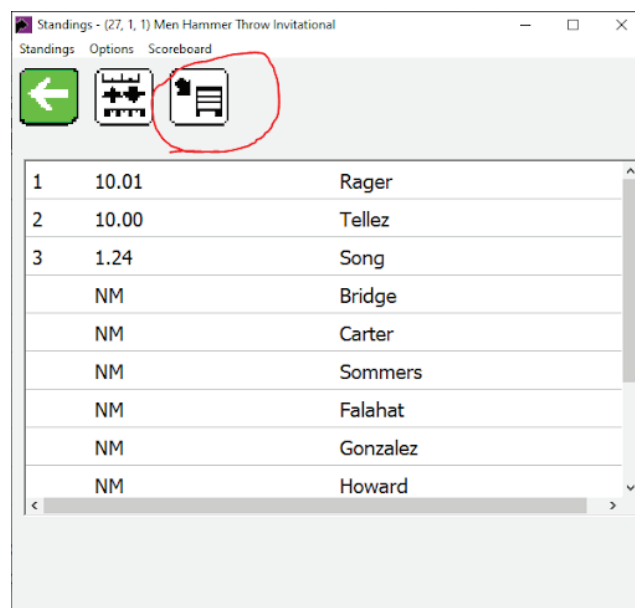 Standings - (27, 1, 1) Men Hammer Throw Invitational
Standings Options Scoreboard
1 10.01 Rager
2 10.00 Tellez
3 1.24 Song
NM Bridge
NM Carter
NM Sommers
NM Falahat
NM Gonzalez
NM Howard